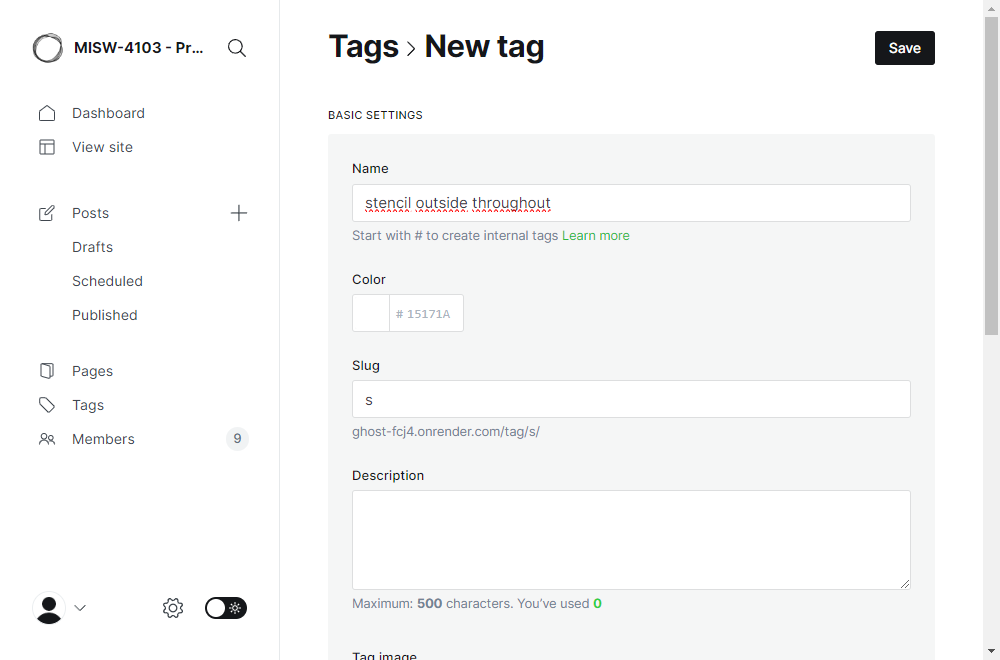 MISW-4103 - Pr...
Dashboard
View site
Posts
Drafts
Scheduled
Published
Pages
Tags
Members
9
Tags > New tag
Save
BASIC SETTINGS
Name
stencil outside throughout
Start with # to create internal tags Learn more
Color
# 15171A
Slug
s
ghost-fcj4.onrender.com/tag/s/
Description
Maximum: 500 characters. You’ve used 0
Tag image